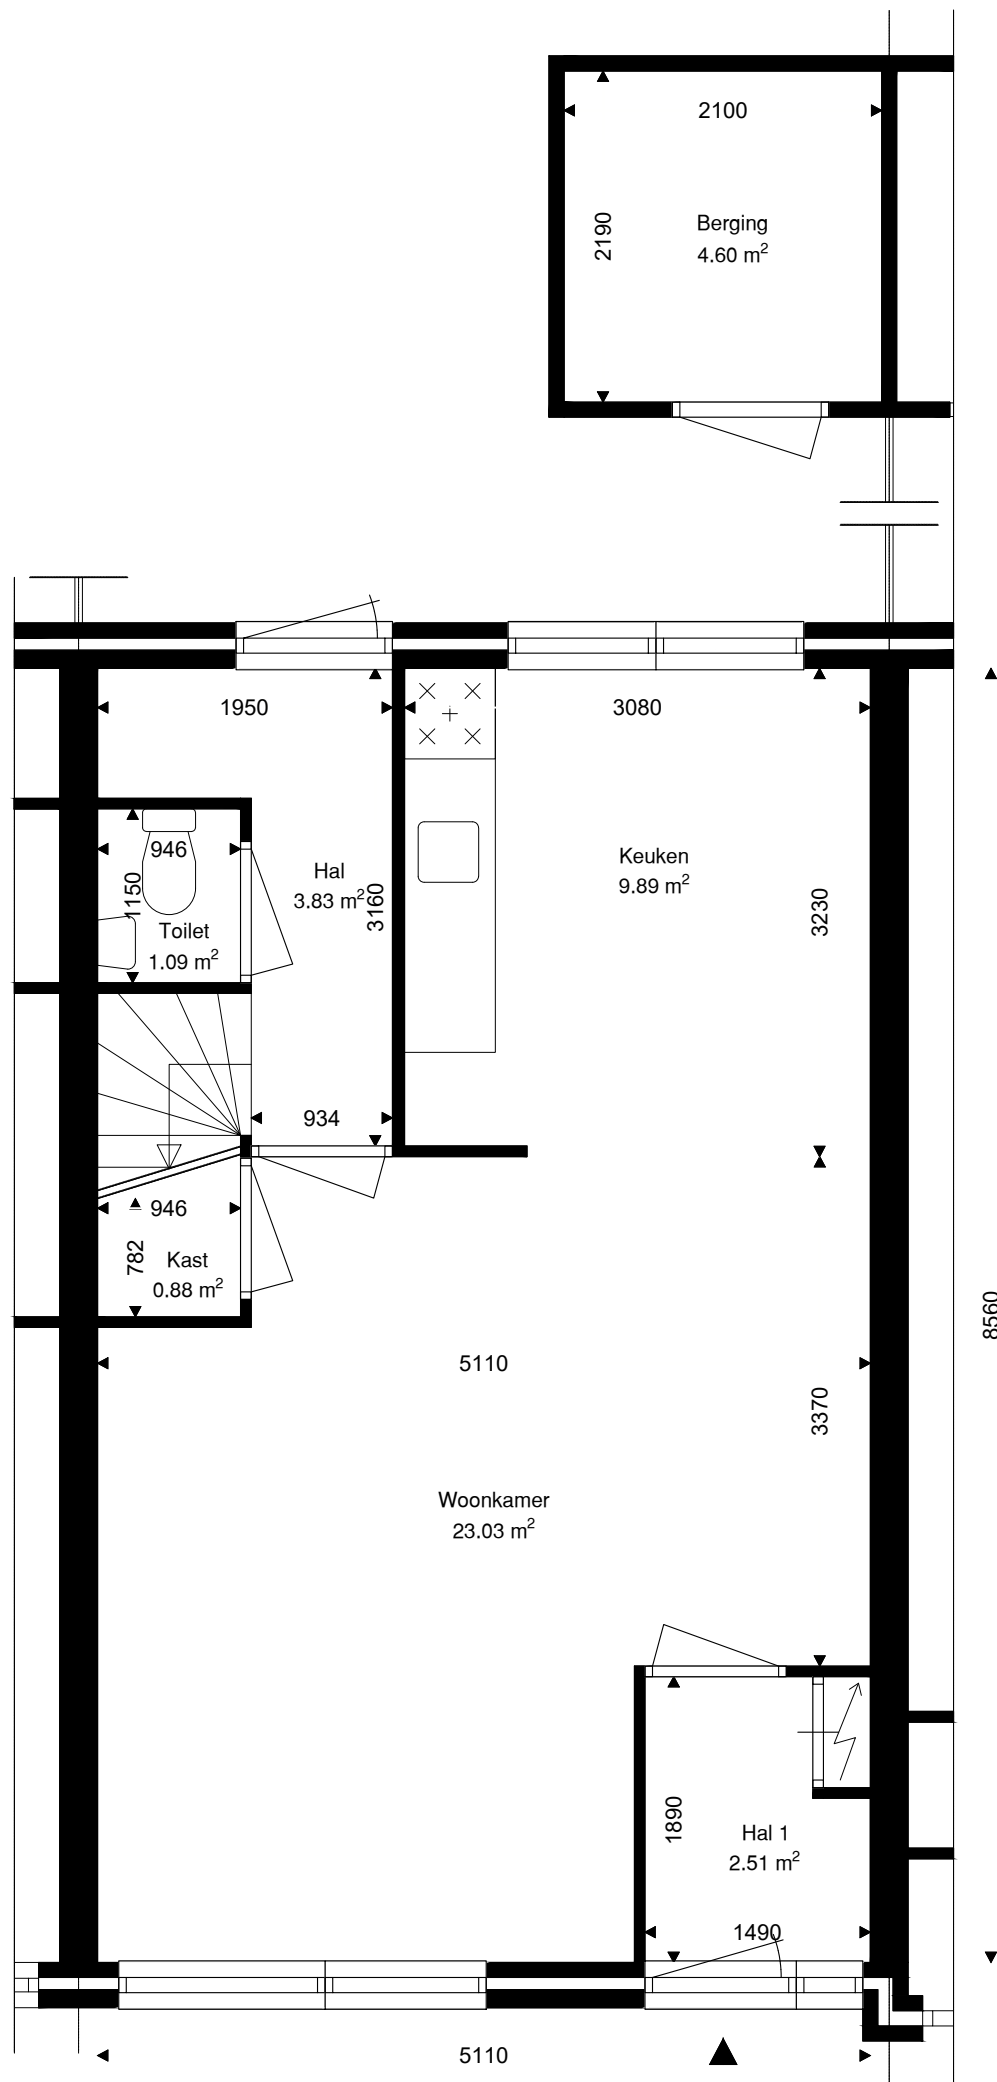 2100
2190
Berging
4.60 m²
1950
3080
946
1150
Toilet
1.09 m²
Hal
3.83 m²
3160
Keuken
9.89 m²
3230
934
946
782
Kast
0.88 m²
5110
3370
8560
Woonkamer
23.03 m²
1890
Hal 1
2.51 m²
1490
5110